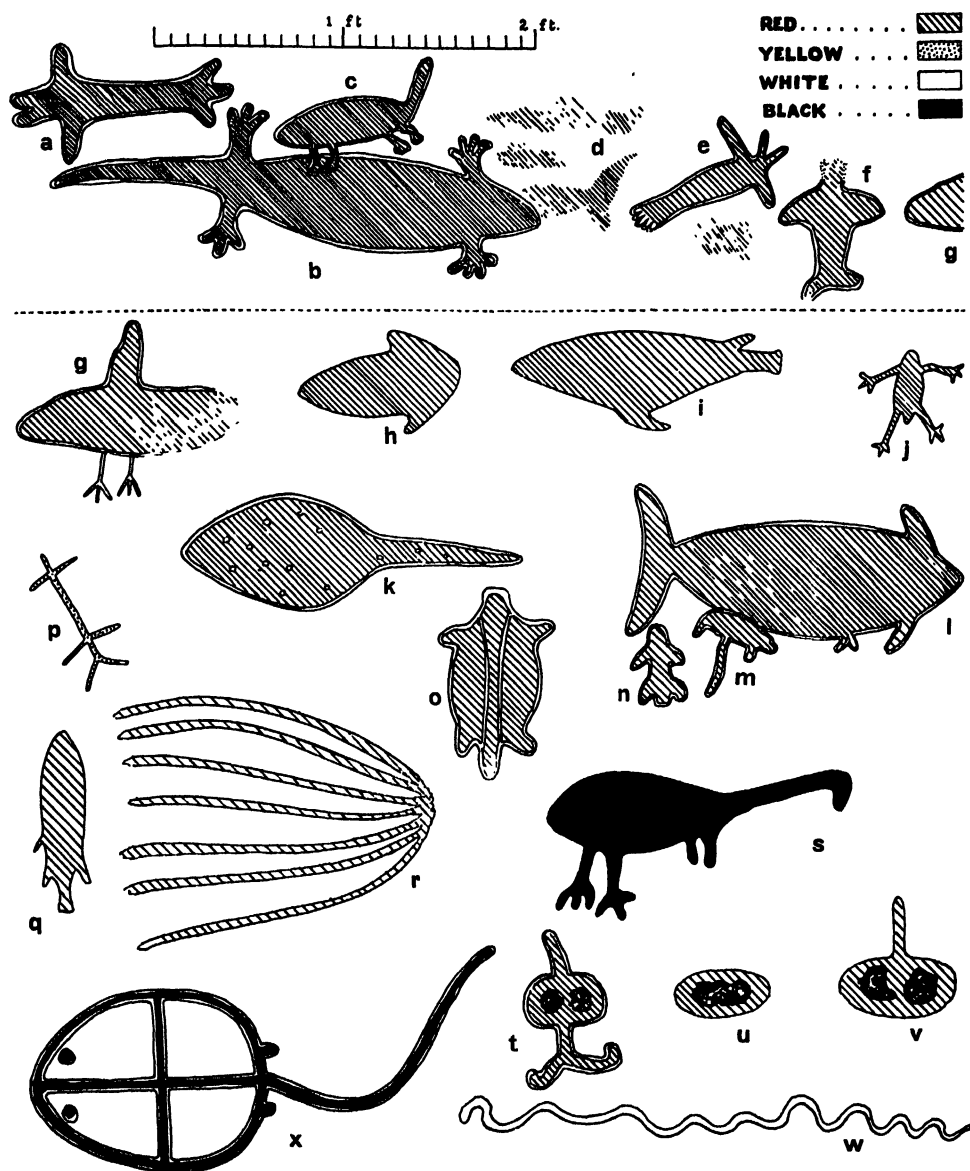 1 ft
2 ft.
RED.......
YELLOW ......
WHITE .....
BLACK .....
a
c
d
e
f
b
g
g
h
i
j
k
l
p
o
n
m
q
r
s
t
u
v
x
w